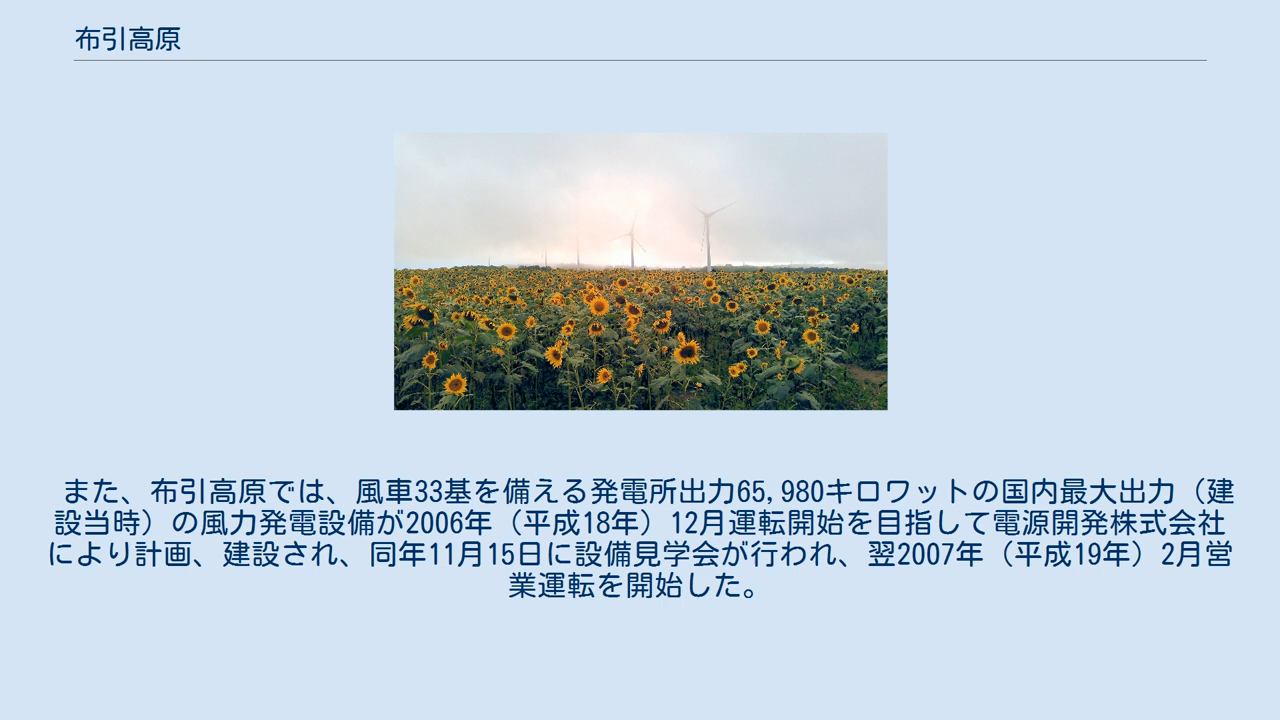 布引高原
また、布引高原では、風車33基を備える発電所出力65,980キロワットの国内最大出力（建
設当時）の風力発電設備が2006年（平成18年）12月運転開始を目指して電源開発株式会社
により計画、建設され、同年11月15日に設備見学会が行われ、翌2007年（平成19年）2月営
業運転を開始した。